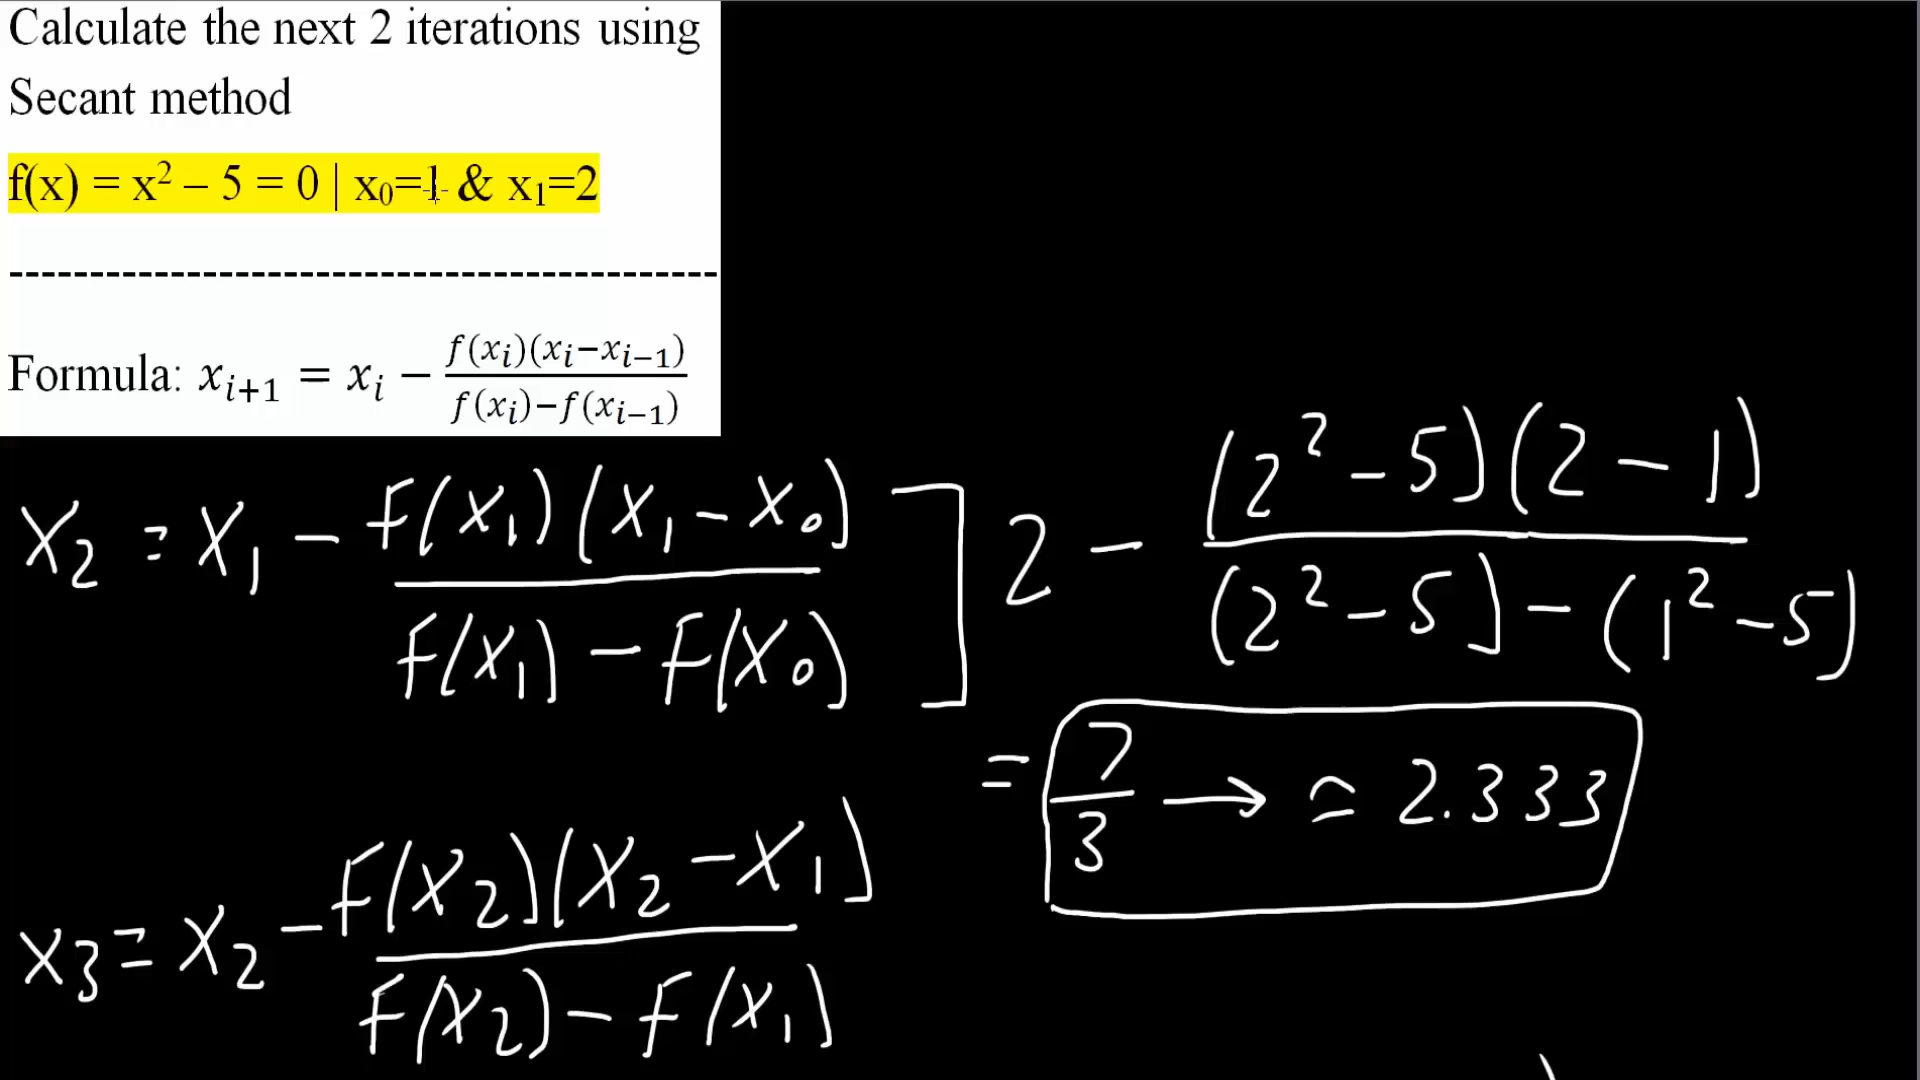 Calculate the next 2 iterations using
Secant method
f(x) = x² – 5 = 0 | x₀=1 & x₁=2
--------------------------------------------
Formula: xᵢ₊₁ = xᵢ − f(xᵢ)(xᵢ−xᵢ₋₁) / f(xᵢ)−f(xᵢ₋₁)
X₂ = X₁ − F(X₁)(X₁ − X₀) / F(X₁) − F(X₀) ] 2 − (2² − 5)(2 − 1) / (2² − 5) − (1² − 5)
= 7/3 → ≃ 2.333
X₃ = X₂ − F(X₂)(X₂ − X₁) / F(X₂) − F(X₁)